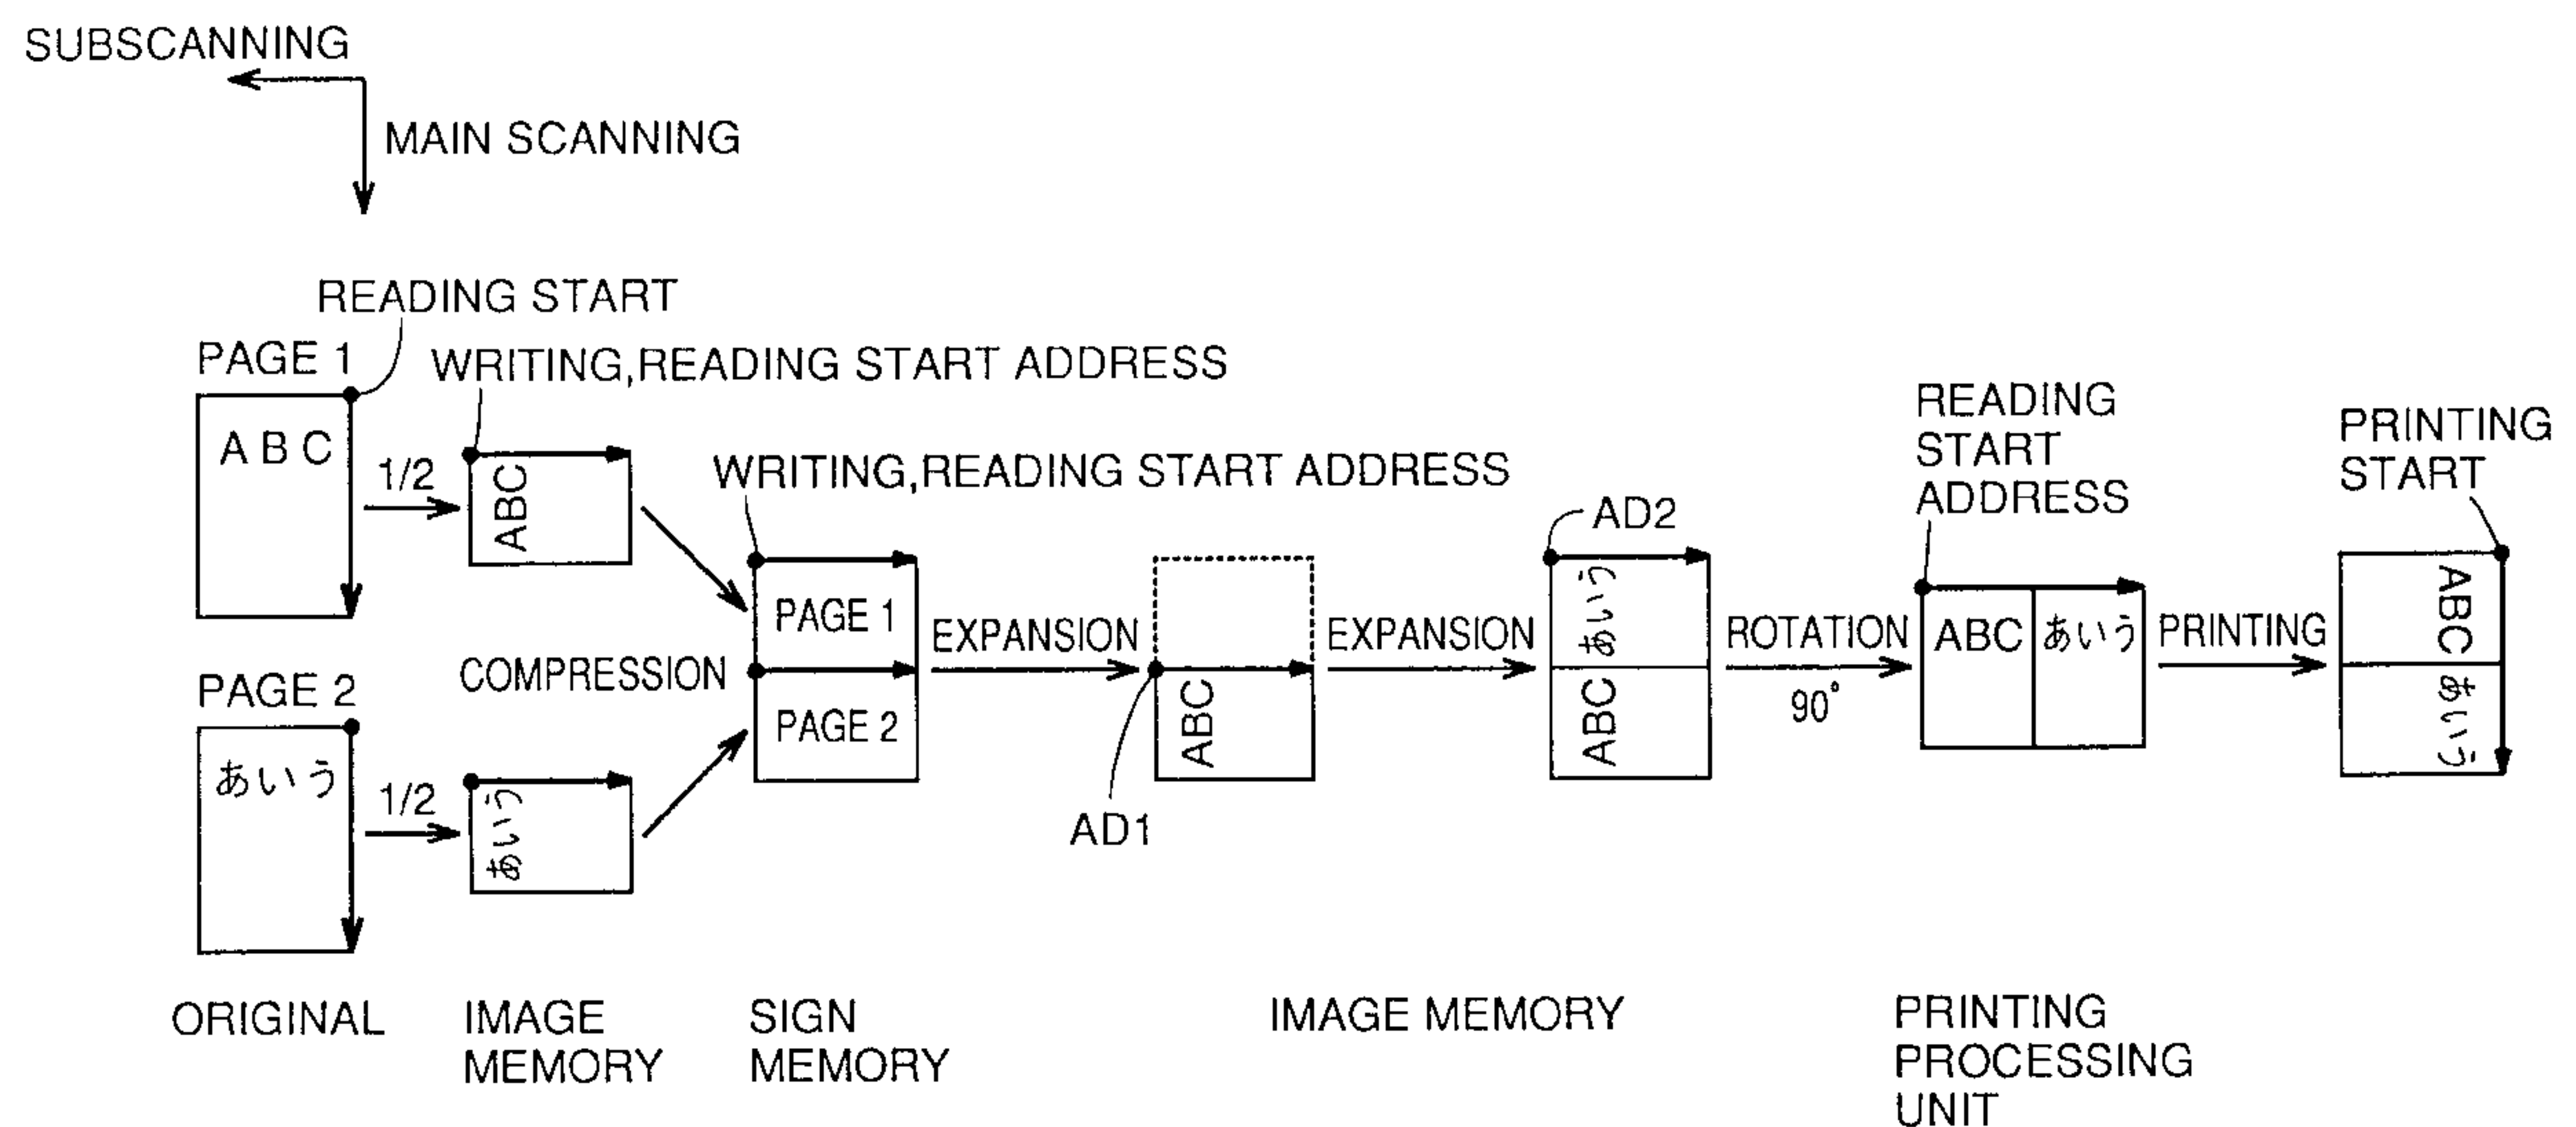 SUBSCANNING
MAIN SCANNING
READING START
PAGE 1
WRITING,READING START ADDRESS
A B C
1/2
ABC
WRITING,READING START ADDRESS
PAGE 2
あいう
1/2
あいう
COMPRESSION
PAGE 1
PAGE 2
EXPANSION
ABC
AD1
EXPANSION
AD2
あいう
ABC
ROTATION
90°
READING
START
ADDRESS
ABC
あいう
PRINTING
PRINTING
START
ABC
あいう
ORIGINAL
IMAGE
MEMORY
SIGN
MEMORY
IMAGE MEMORY
PRINTING
PROCESSING
UNIT